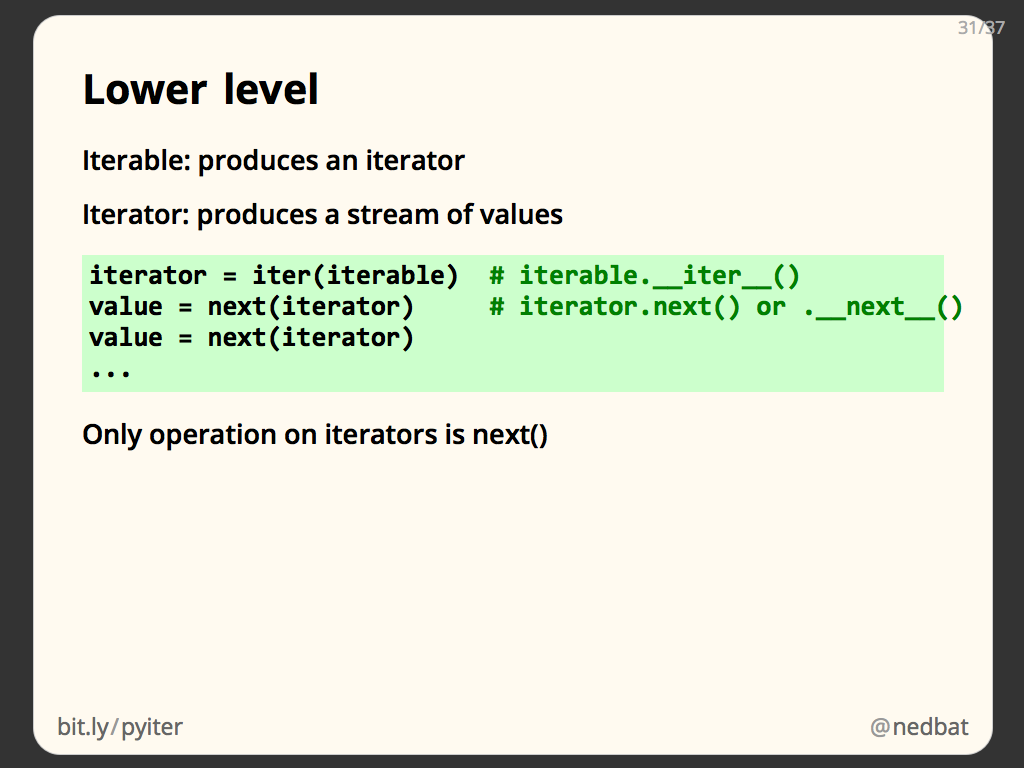 31/37
Lower level
Iterable: produces an iterator
Iterator: produces a stream of values
iterator = iter(iterable)  # iterable.__iter__()
value = next(iterator)     # iterator.next() or .__next__()
value = next(iterator)
...
Only operation on iterators is next()
bit.ly/pyiter
@nedbat